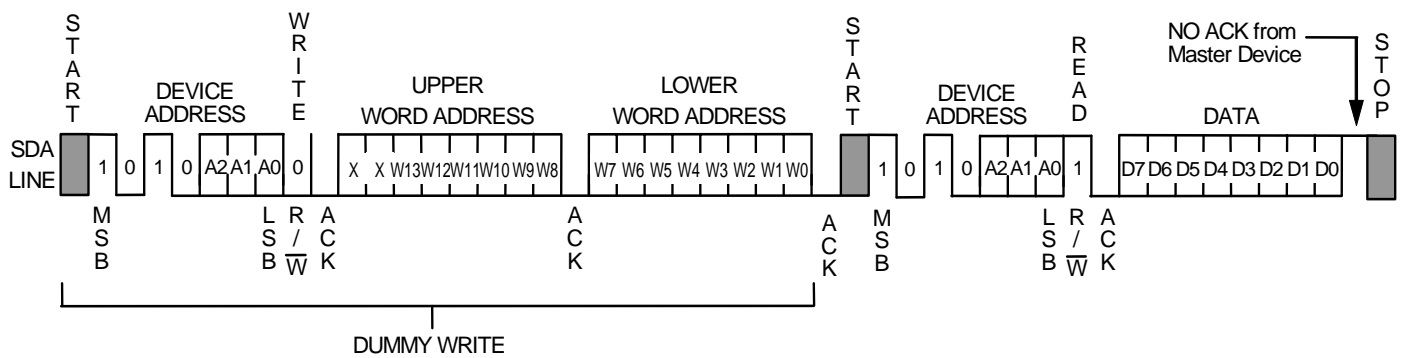 START
WRITE
START
READ
NO ACK from
Master Device
STOP
DEVICE
ADDRESS
UPPER
WORD ADDRESS
LOWER
WORD ADDRESS
DEVICE
ADDRESS
DATA
SDA
LINE
1 0 1 0 A2 A1 A0 0 X X W13 W12 W11 W10 W9 W8 W7 W6 W5 W4 W3 W2 W1 W0 1 0 1 0 A2 A1 A0 1 D7 D6 D5 D4 D3 D2 D1 D0
MSB
LSB
R/W̅
ACK
ACK
ACK
MSB
LSB
R/W̅
ACK
DUMMY WRITE